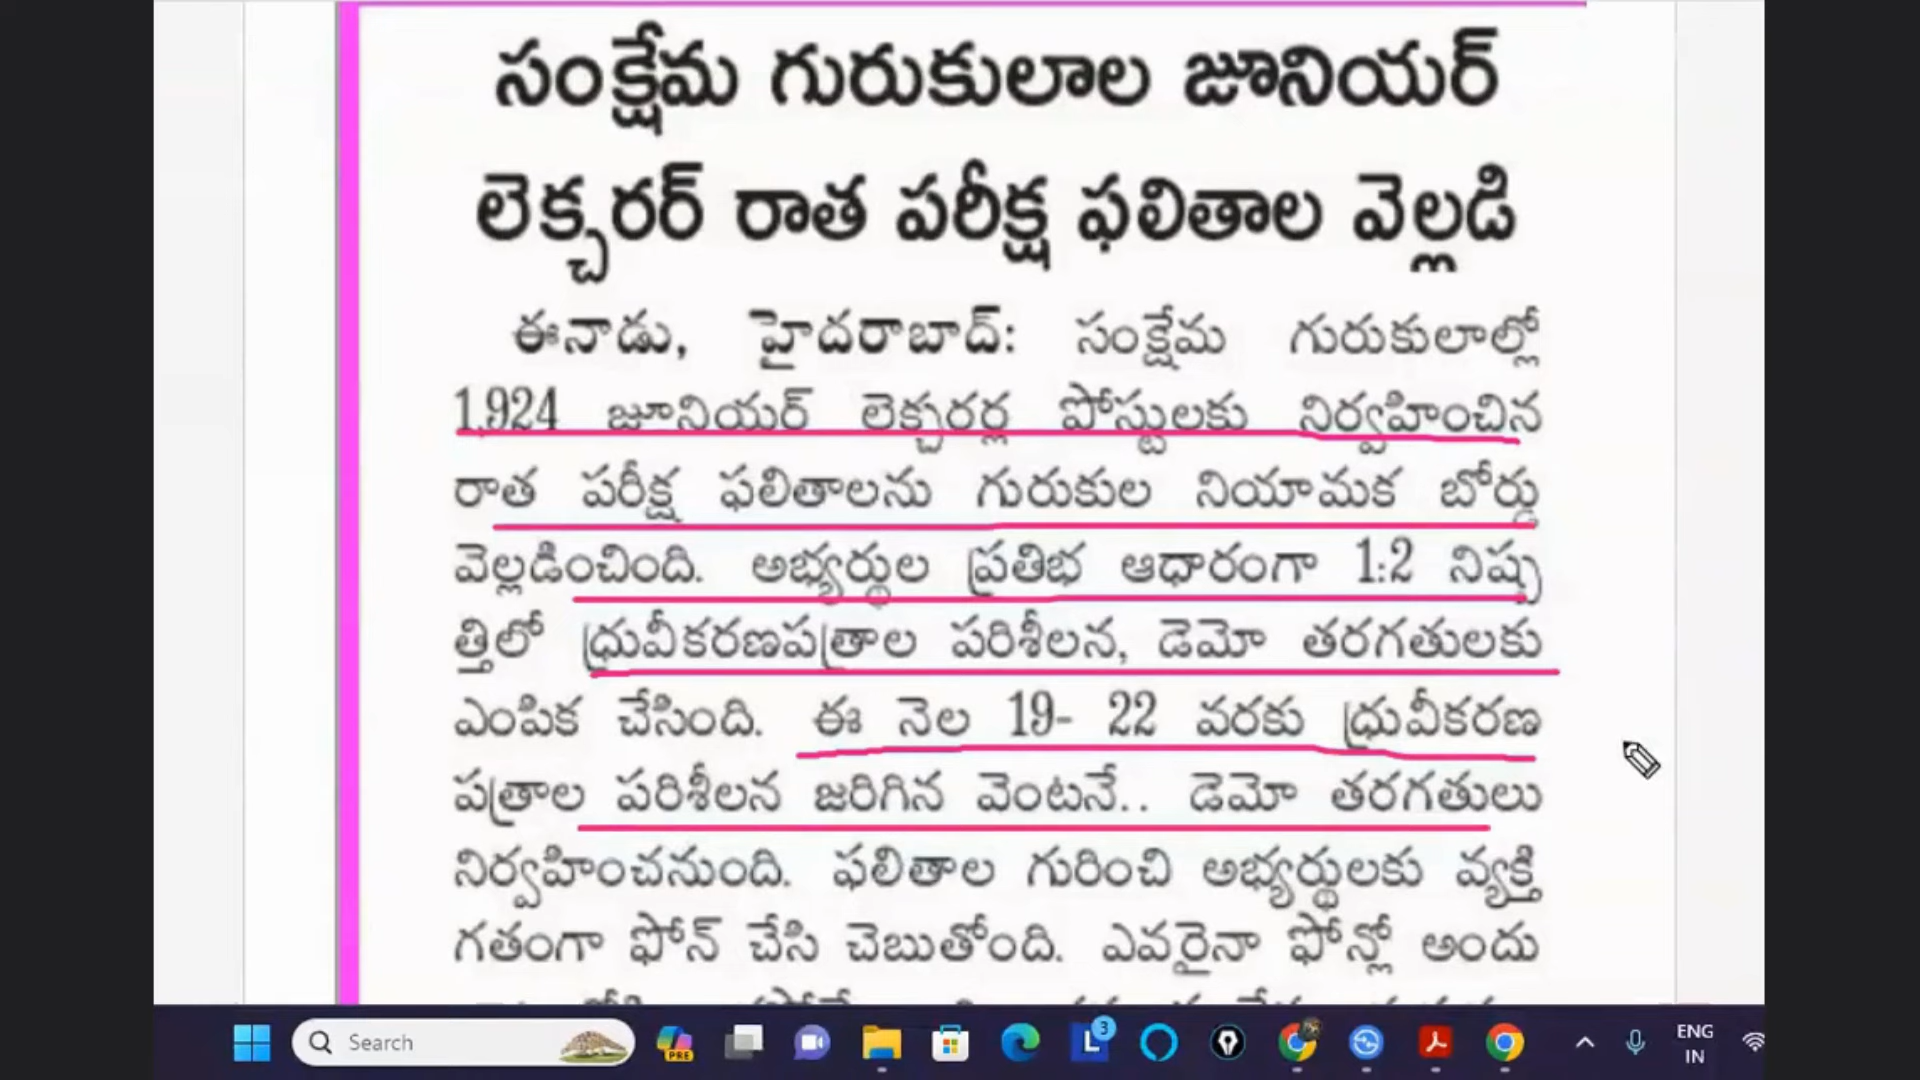 సంక్షేమ గురుకులాల జూనియర్
లెక్చరర్ రాత పరీక్ష ఫలితాల వెల్లడి
ఈనాడు, హైదరాబాద్: సంక్షేమ గురుకులాల్లో
1,924 జూనియర్ లెక్చరర్ల పోస్టులకు నిర్వహించిన
రాత పరీక్ష ఫలితాలను గురుకుల నియామక బోర్డు
వెల్లడించింది. అభ్యర్థుల ప్రతిభ ఆధారంగా 1:2 నిష్ప
త్తిలో ధ్రువీకరణపత్రాల పరిశీలన, డెమో తరగతులకు
ఎంపిక చేసింది. ఈ నెల 19- 22 వరకు ధ్రువీకరణ
పత్రాల పరిశీలన జరిగిన వెంటనే.. డెమో తరగతులు
నిర్వహించనుంది. ఫలితాల గురించి అభ్యర్థులకు వ్యక్తి
గతంగా ఫోన్ చేసి చెబుతోంది. ఎవరైనా ఫోన్లో అందు
Search
PRE
L
3
ENG
IN